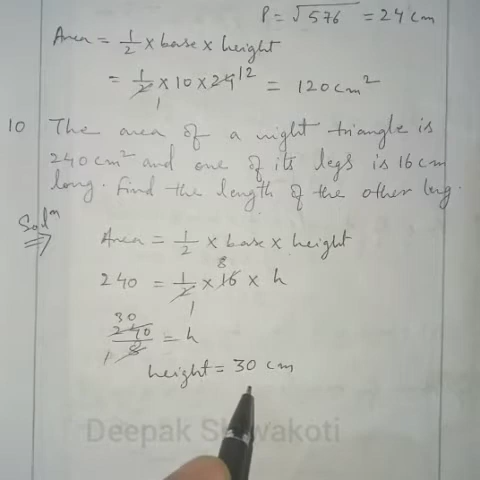 P = √576 = 24 cm
Area = 1/2 × base × height
= 1/2 × 10 × 24 12 = 120 cm²
1
10 The area of a right triangle is
240 cm² and one of its legs is 16 cm
long. Find the length of the other leg.
Solⁿ
⇒ Area = 1/2 × base × height
240 = 1/2 × 16 8 × h
1
30
240/8 = h
1
height = 30 cm
Deepak Shiwakoti